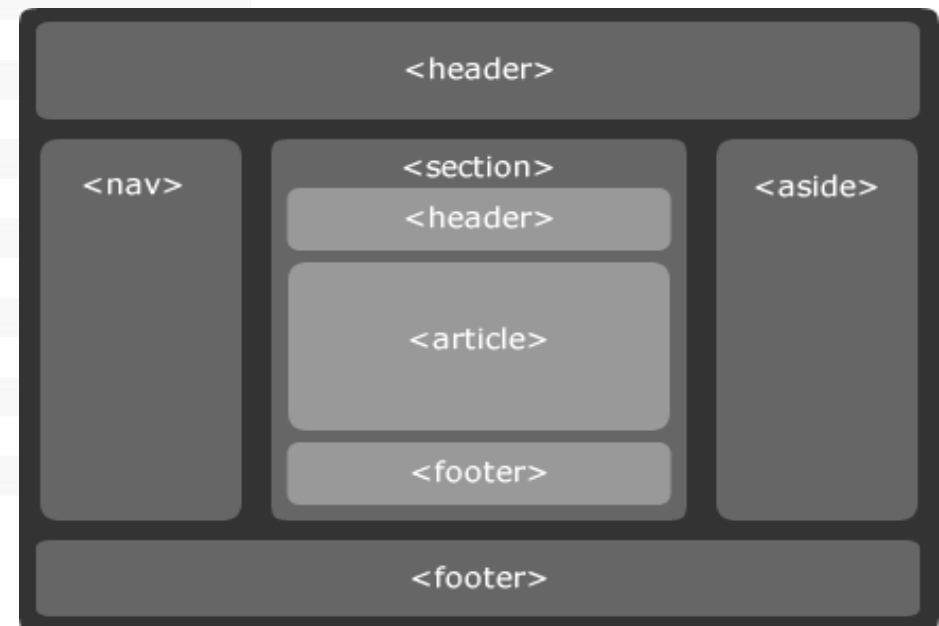 <header>
<nav>
<section>
<header>
<article>
<footer>
<aside>
<footer>